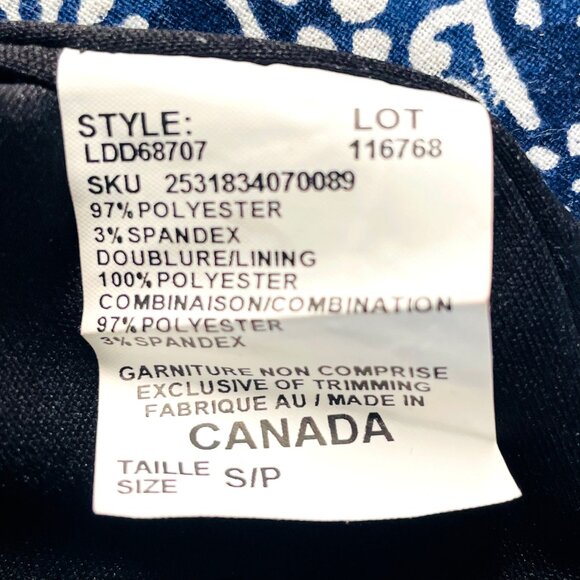 STYLE: LOT
LDD68707 116768
SKU 2531834070089
97%POLYESTER
3%SPANDEX
DOUBLURE/LINING
100%POLYESTER
COMBINAISON/COMBINATION
97%POLYESTER
3%SPANDEX
GARNITURE NON COMPRISE
EXCLUSIVE OF TRIMMING
FABRIQUE AU / MADE IN
CANADA
TAILLE
SIZE S/P